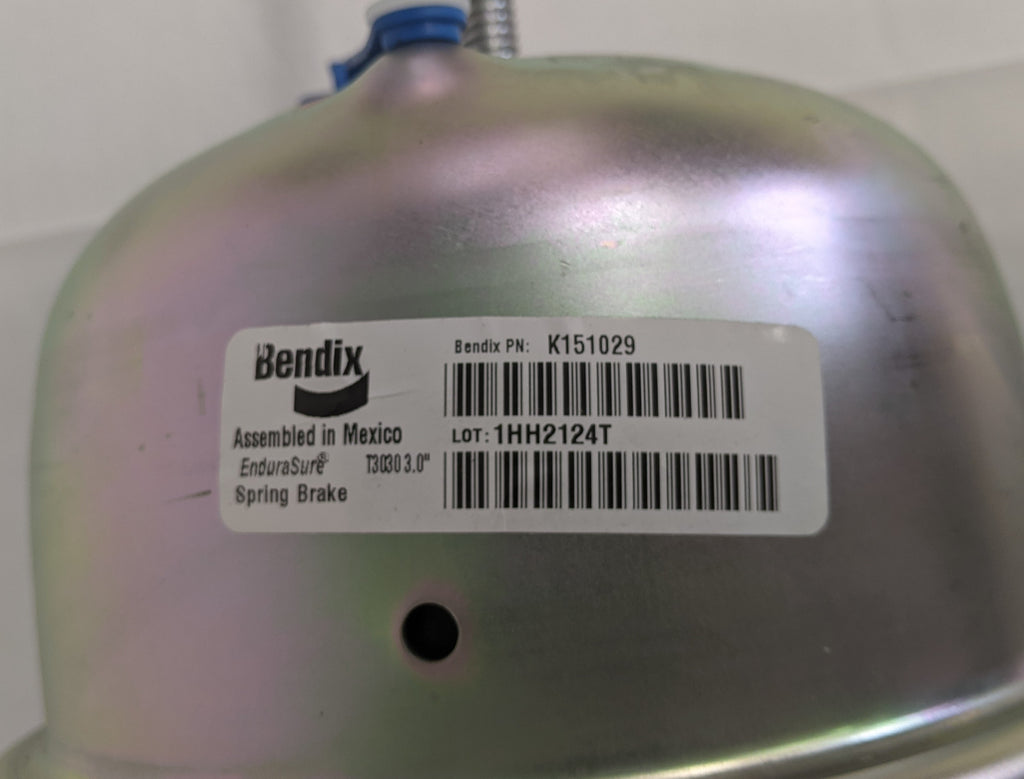 Bendix
Assembled in Mexico
EnduraSure® T3030 3.0"
Spring Brake
Bendix PN: K151029
LOT: 1HH2124T